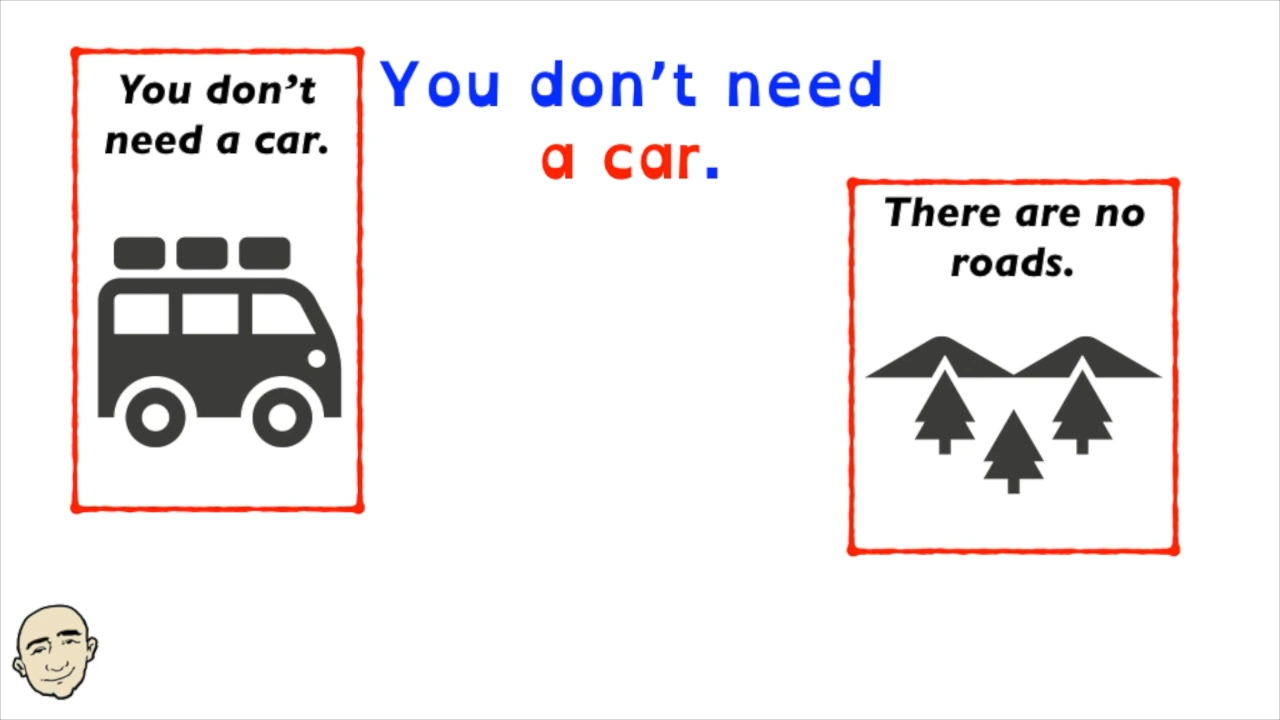 You don't
need a car.
You don't need
a car.
There are no
roads.